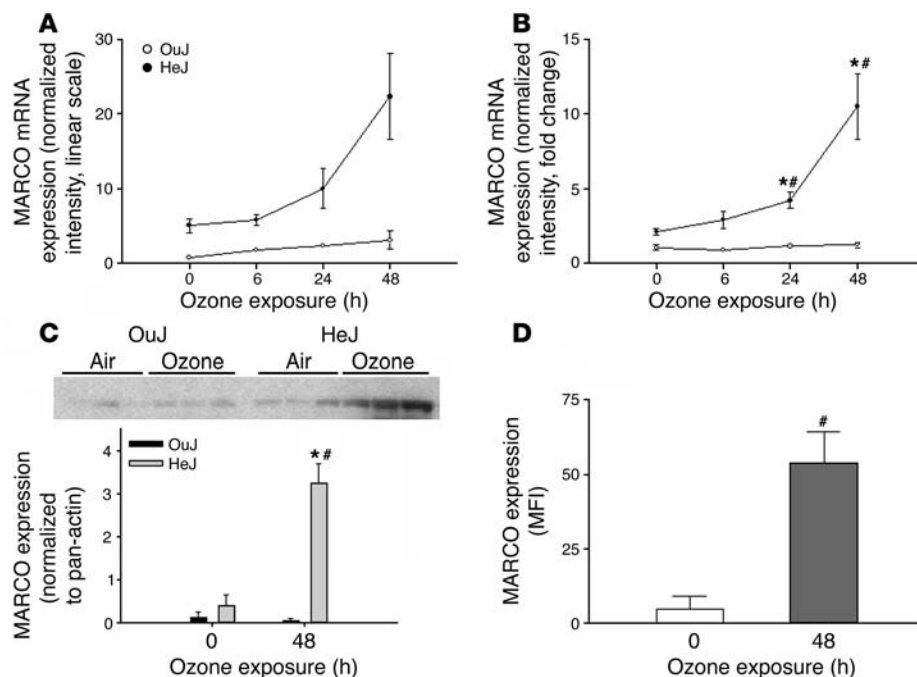 A
MARCO mRNA
expression (normalized
intensity, linear scale)
30
20
10
0
OuJ
HeJ
0 6 24 48
Ozone exposure (h)
B
MARCO mRNA
expression (normalized
intensity, fold change)
15
10
5
0
*#
*#
0 6 24 48
Ozone exposure (h)
C
OuJ HeJ
Air Ozone Air Ozone
MARCO expression
(normalized
to pan-actin)
4
3
2
1
0
OuJ
HeJ
*#
0 48
Ozone exposure (h)
D
MARCO expression
(MFI)
75
50
25
0
#
0 48
Ozone exposure (h)